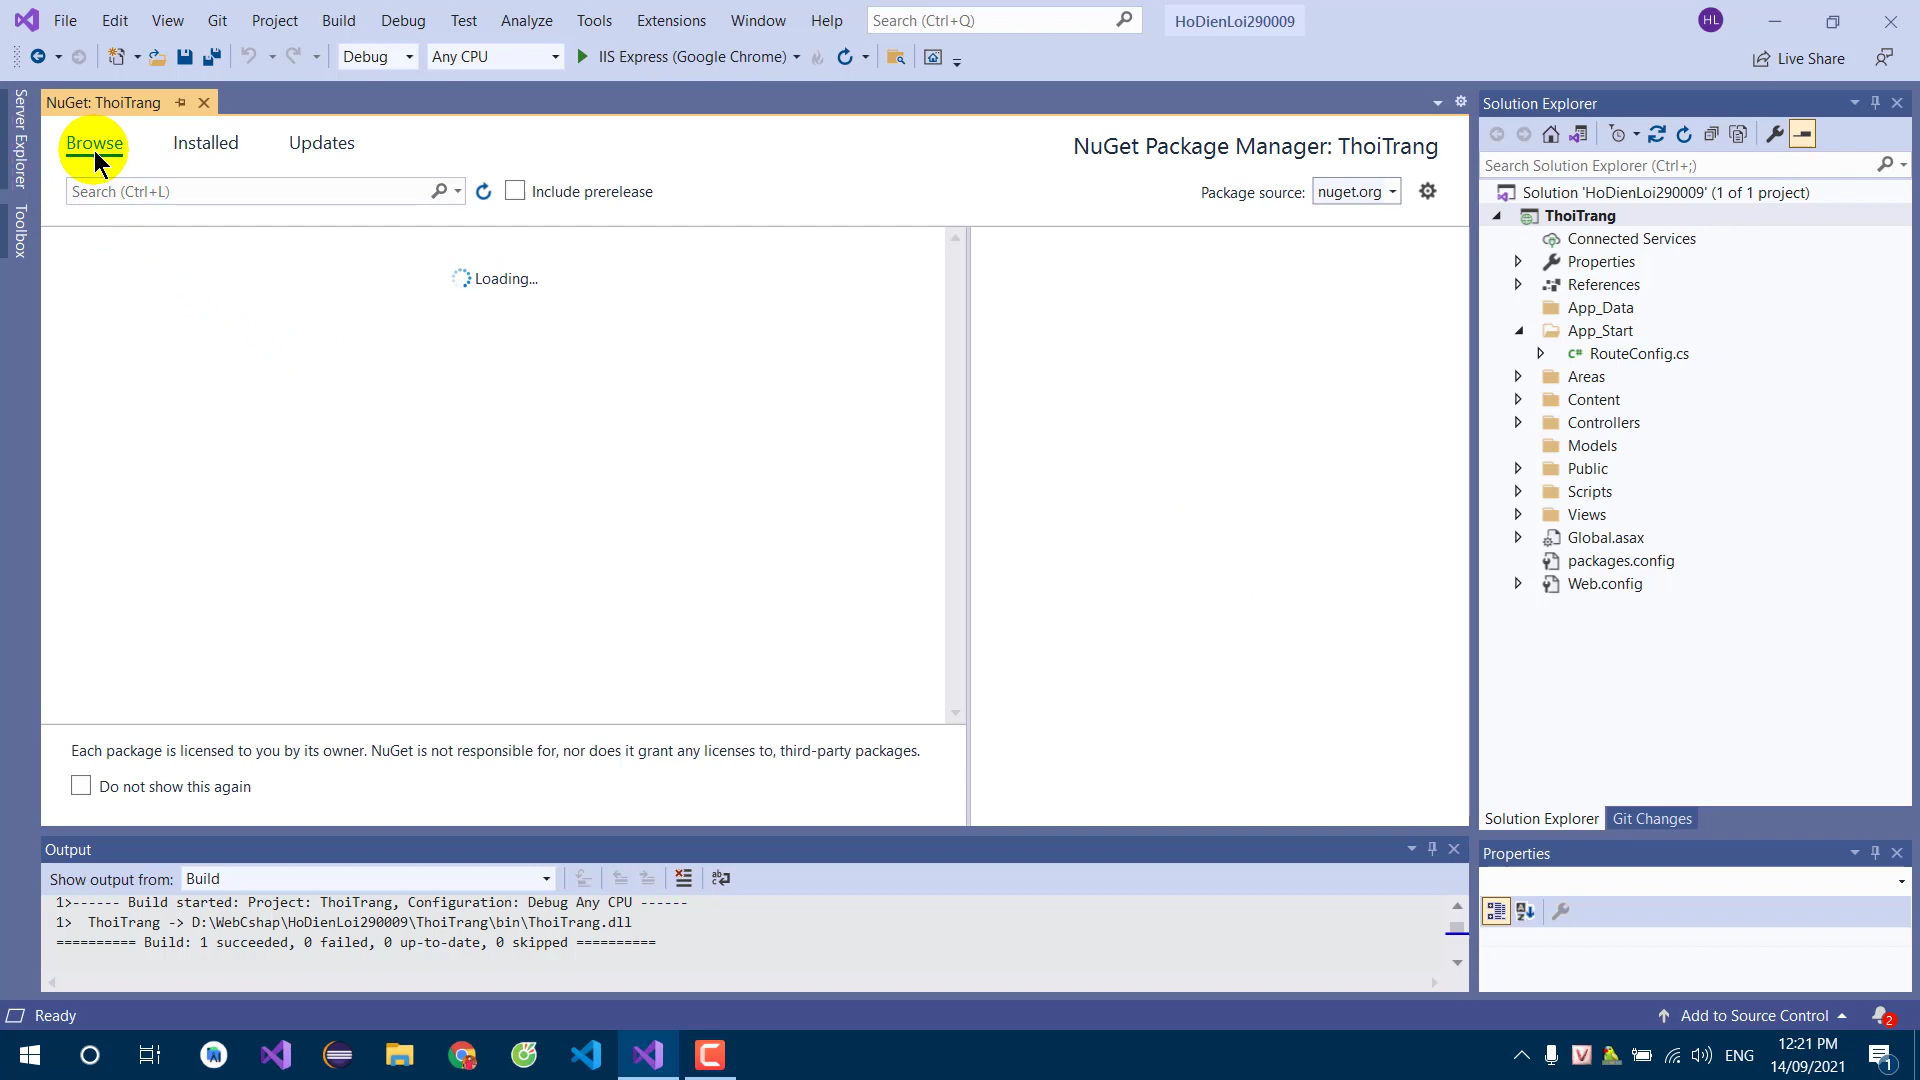 File Edit View Git Project Build Debug Test Analyze Tools Extensions Window Help Search (Ctrl+Q) HoDienLoi290009 HL
Debug Any CPU IIS Express (Google Chrome) Live Share
Server Explorer
Toolbox
NuGet: ThoiTrang
Browse Installed Updates
NuGet Package Manager: ThoiTrang
Search (Ctrl+L) Include prerelease
Package source: nuget.org
Loading...
Each package is licensed to you by its owner. NuGet is not responsible for, nor does it grant any licenses to, third-party packages.
Do not show this again
Output
Show output from: Build
1>------ Build started: Project: ThoiTrang, Configuration: Debug Any CPU ------
1>  ThoiTrang -> D:\WebCshap\HoDienLoi290009\ThoiTrang\bin\ThoiTrang.dll
========== Build: 1 succeeded, 0 failed, 0 up-to-date, 0 skipped ==========
Solution Explorer
Search Solution Explorer (Ctrl+;)
Solution 'HoDienLoi290009' (1 of 1 project)
ThoiTrang
Connected Services
Properties
References
App_Data
App_Start
C# RouteConfig.cs
Areas
Content
Controllers
Models
Public
Scripts
Views
Global.asax
packages.config
Web.config
Solution Explorer Git Changes
Properties
Ready
Add to Source Control 2
ENG
12:21 PM
14/09/2021
1